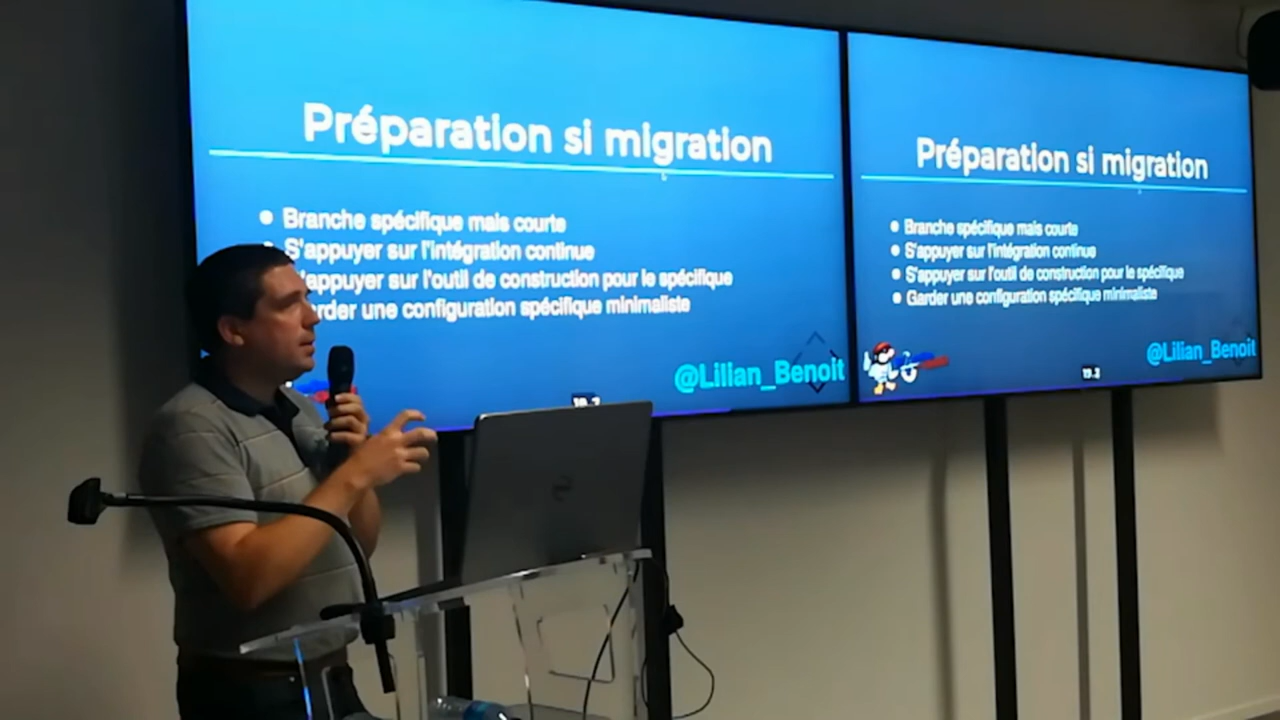 Préparation si migration
Branche spécifique mais courte
S'appuyer sur l'intégration continue
'appuyer sur l'outil de construction pour le spécifique
rder une configuration spécifique minimaliste
@Lilian_Benoit
Préparation si migration
Branche spécifique mais courte
S'appuyer sur l'intégration continue
S'appuyer sur l'outil de construction pour le spécifique
Garder une configuration spécifique minimaliste
@Lilian_Benoit